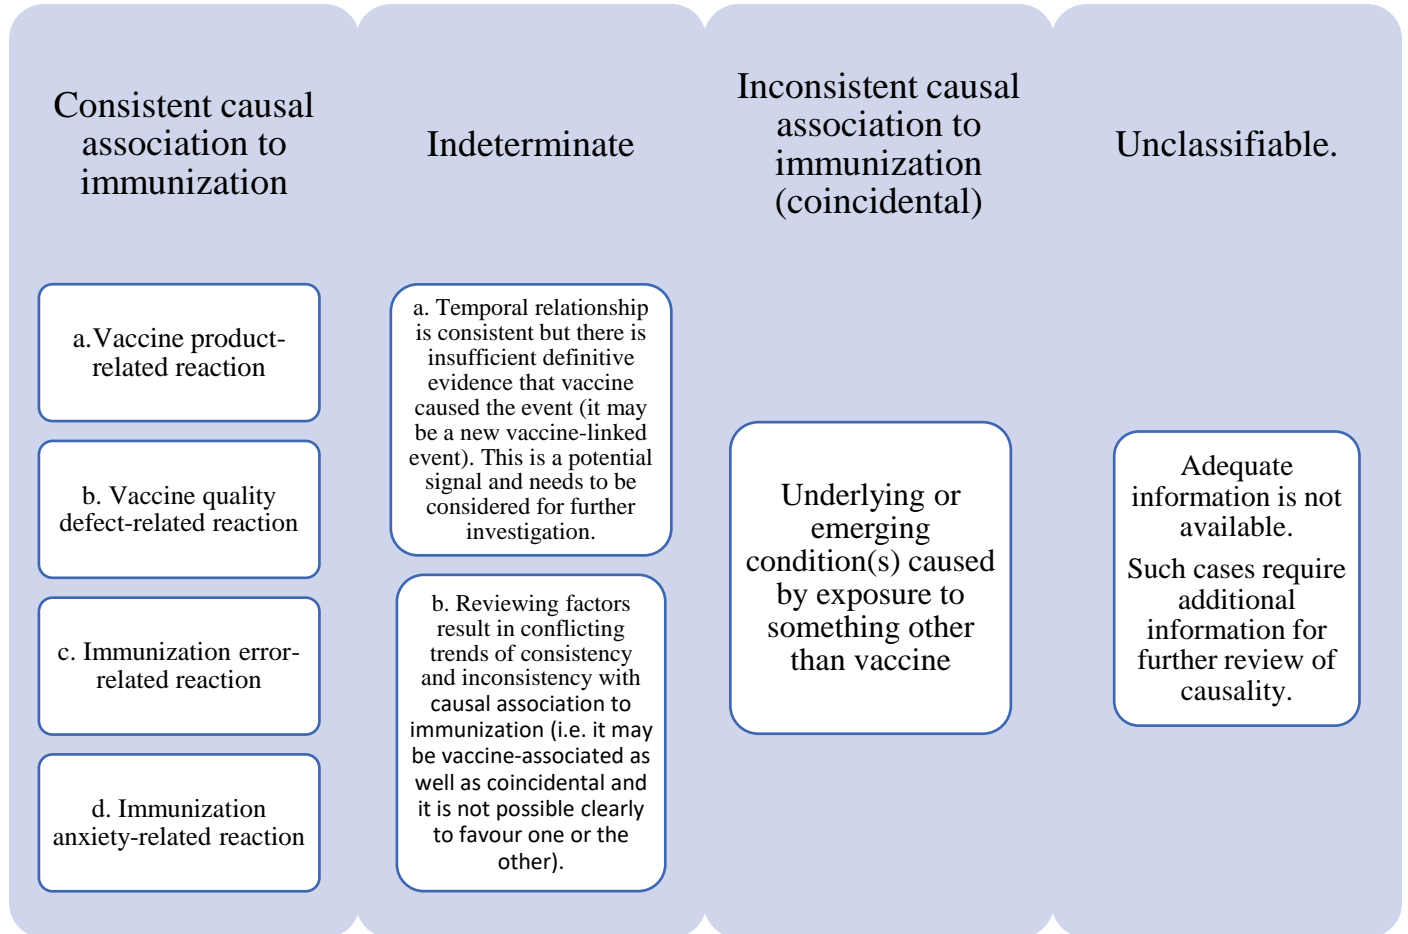 Consistent causal
association to
immunization
a.Vaccine product-
related reaction
b. Vaccine quality
defect-related reaction
c. Immunization error-
related reaction
d. Immunization
anxiety-related reaction
Indeterminate
a. Temporal relationship
is consistent but there is
insufficient definitive
evidence that vaccine
caused the event (it may
be a new vaccine-linked
event). This is a potential
signal and needs to be
considered for further
investigation.
b. Reviewing factors
result in conflicting
trends of consistency
and inconsistency with
causal association to
immunization (i.e. it may
be vaccine-associated as
well as coincidental and
it is not possible clearly
to favour one or the
other).
Inconsistent causal
association to
immunization
(coincidental)
Underlying or
emerging
condition(s) caused
by exposure to
something other
than vaccine
Unclassifiable.
Adequate
information is not
available.
Such cases require
additional
information for
further review of
causality.